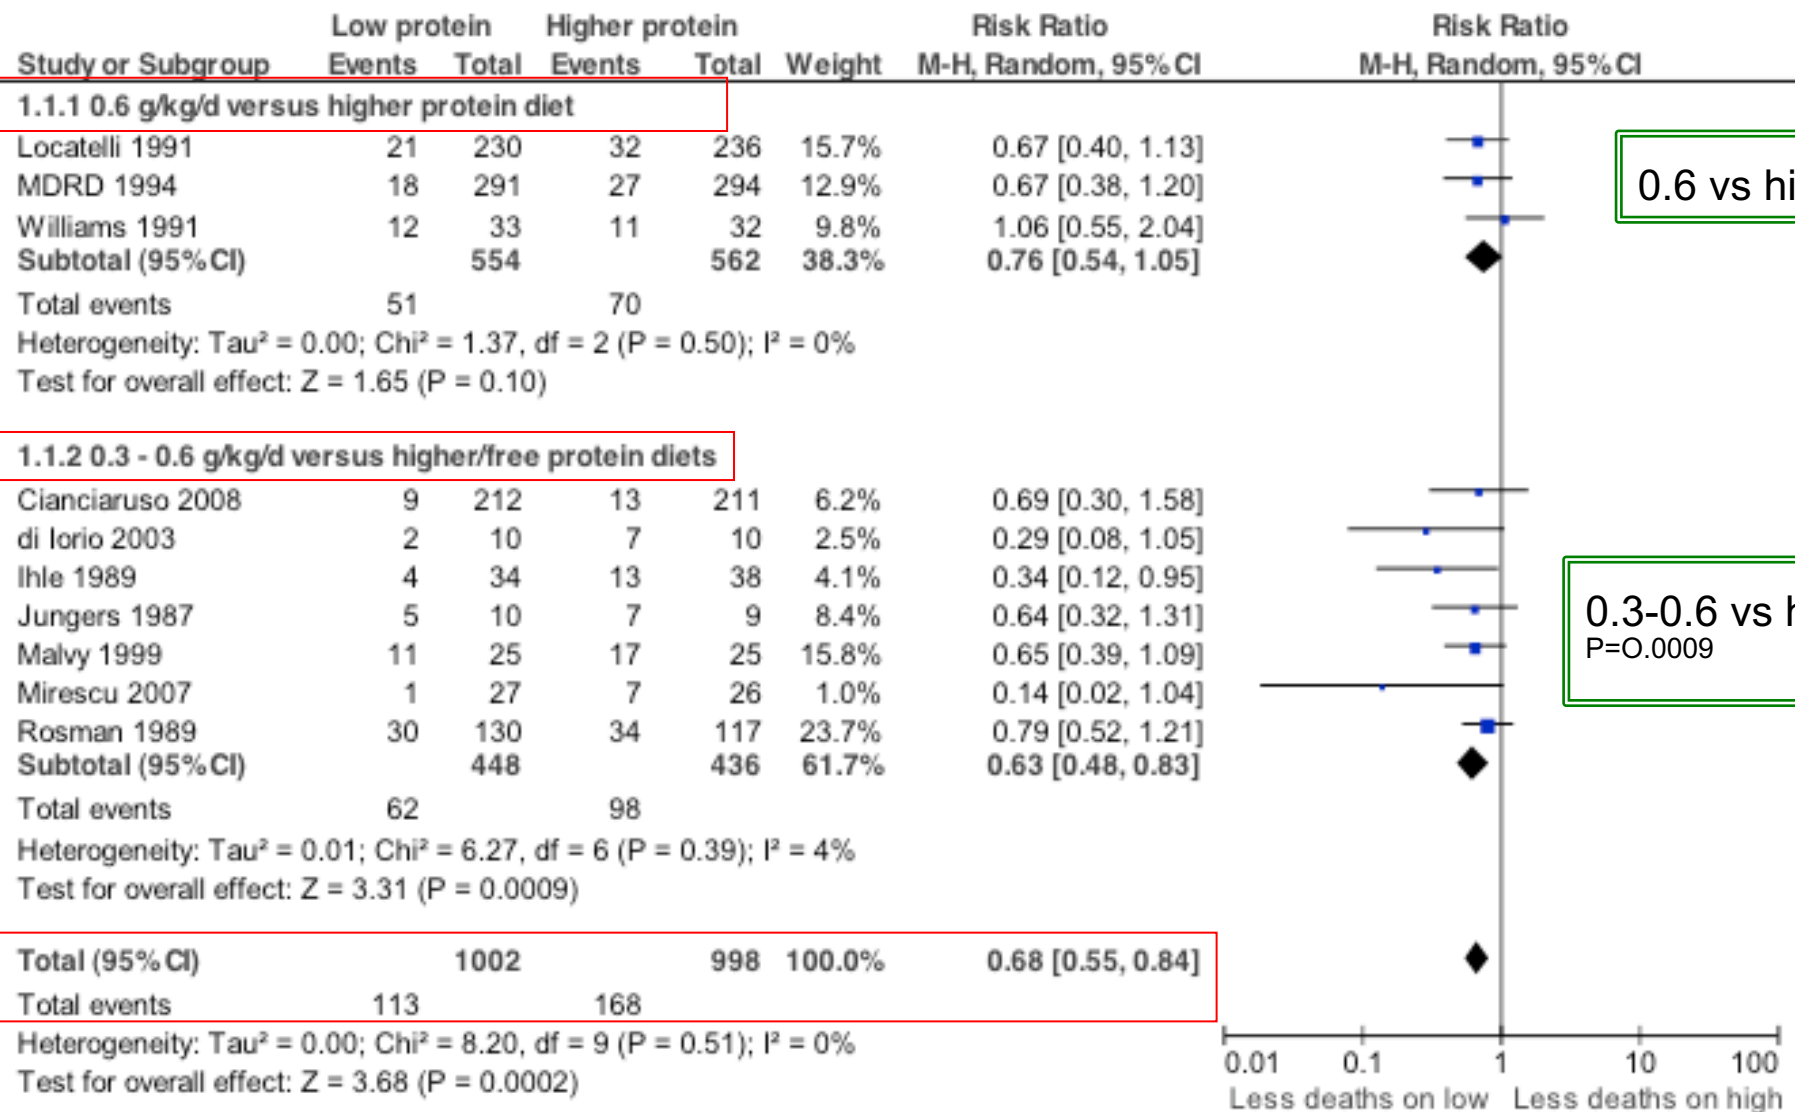 Low protein Higher protein Risk Ratio Risk Ratio
Study or Subgroup Events Total Events Total Weight M-H, Random, 95% CI M-H, Random, 95% CI
1.1.1 0.6 g/kg/d versus higher protein diet
Locatelli 1991 21 230 32 236 15.7% 0.67 [0.40, 1.13]
MDRD 1994 18 291 27 294 12.9% 0.67 [0.38, 1.20]
0.6 vs hi
Williams 1991 12 33 11 32 9.8% 1.06 [0.55, 2.04]
Subtotal (95% CI) 554 562 38.3% 0.76 [0.54, 1.05]
Total events 51 70
Heterogeneity: Tau² = 0.00; Chi² = 1.37, df = 2 (P = 0.50); I² = 0%
Test for overall effect: Z = 1.65 (P = 0.10)
1.1.2 0.3 - 0.6 g/kg/d versus higher/free protein diets
Cianciaruso 2008 9 212 13 211 6.2% 0.69 [0.30, 1.58]
di Iorio 2003 2 10 7 10 2.5% 0.29 [0.08, 1.05]
Ihle 1989 4 34 13 38 4.1% 0.34 [0.12, 0.95]
Jungers 1987 5 10 7 9 8.4% 0.64 [0.32, 1.31]
0.3-0.6 vs h
P=O.0009
Malvy 1999 11 25 17 25 15.8% 0.65 [0.39, 1.09]
Mirescu 2007 1 27 7 26 1.0% 0.14 [0.02, 1.04]
Rosman 1989 30 130 34 117 23.7% 0.79 [0.52, 1.21]
Subtotal (95% CI) 448 436 61.7% 0.63 [0.48, 0.83]
Total events 62 98
Heterogeneity: Tau² = 0.01; Chi² = 6.27, df = 6 (P = 0.39); I² = 4%
Test for overall effect: Z = 3.31 (P = 0.0009)
Total (95% CI) 1002 998 100.0% 0.68 [0.55, 0.84]
Total events 113 168
Heterogeneity: Tau² = 0.00; Chi² = 8.20, df = 9 (P = 0.51); I² = 0%
Test for overall effect: Z = 3.68 (P = 0.0002)
0.01 0.1 1 10 100
Less deaths on low Less deaths on high